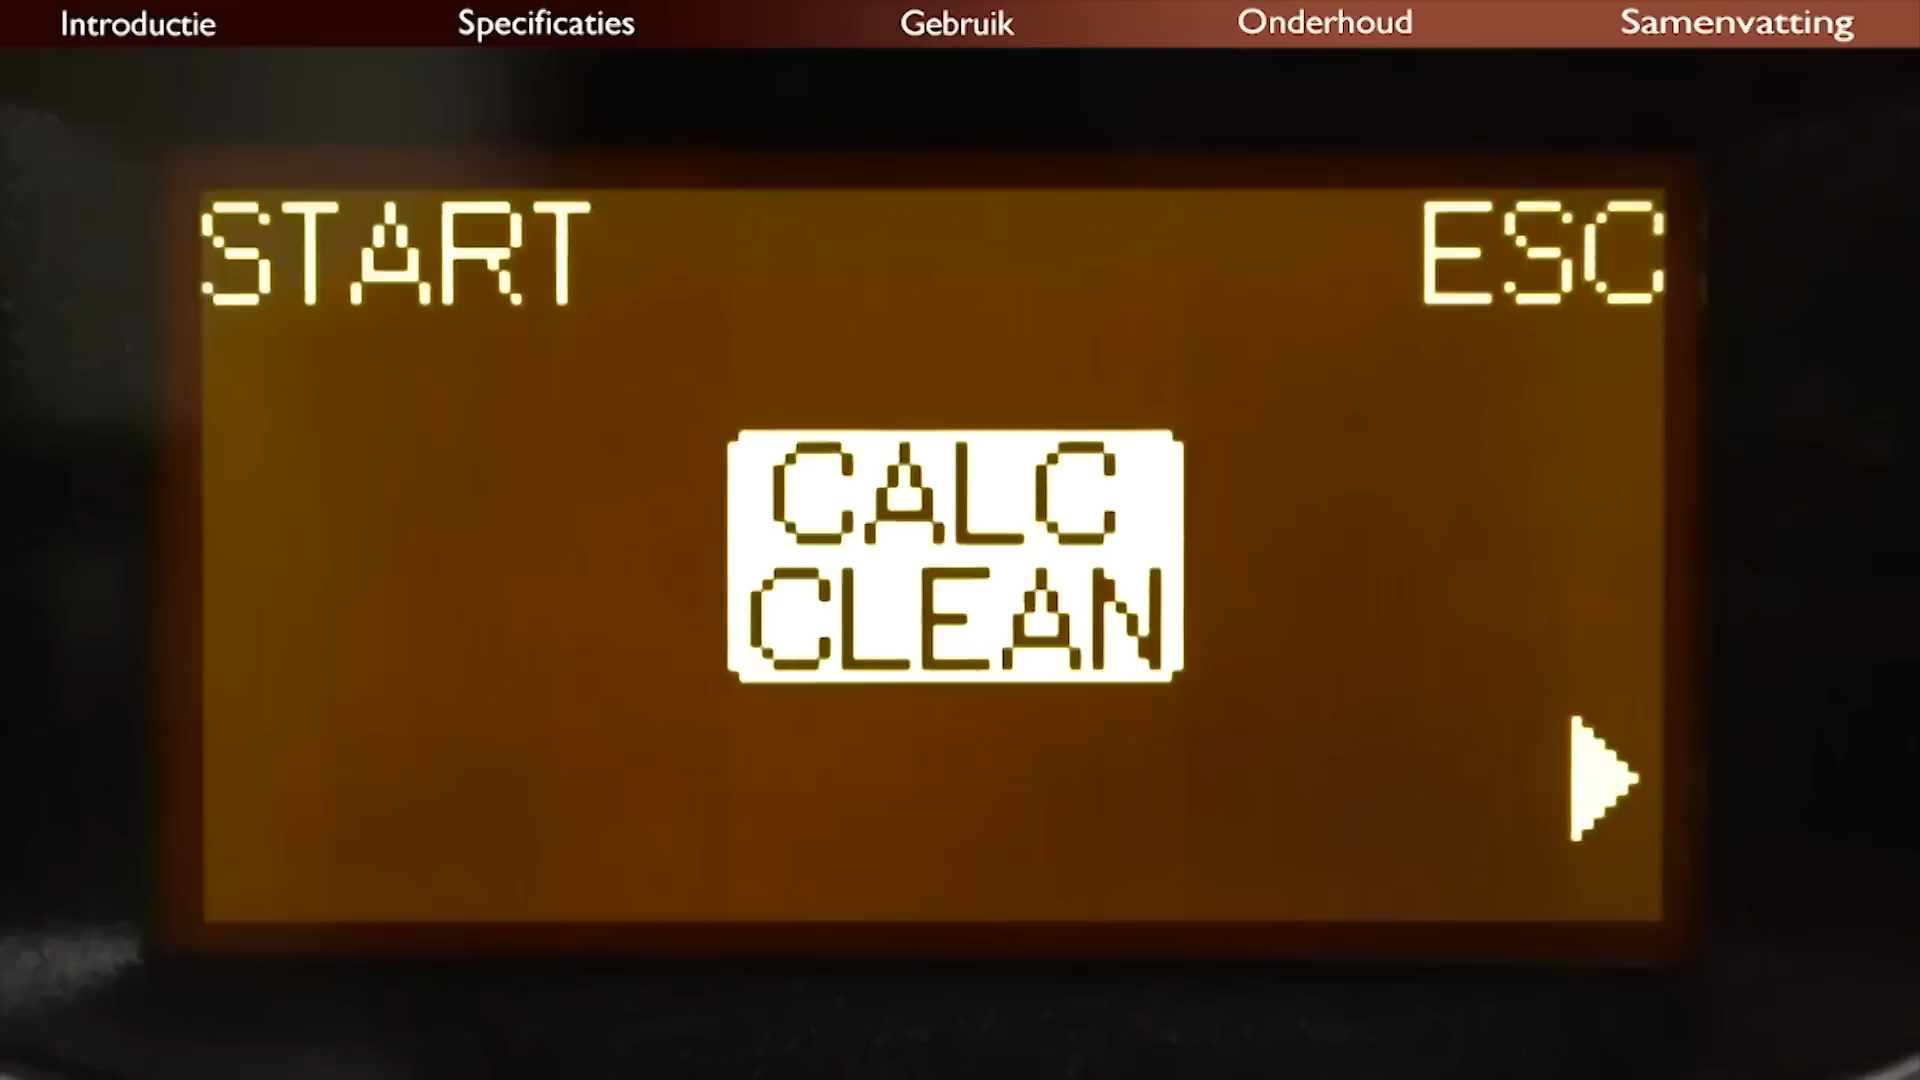 Introductie Specificaties Gebruik Onderhoud Samenvatting
START ESC
CALC
CLEAN